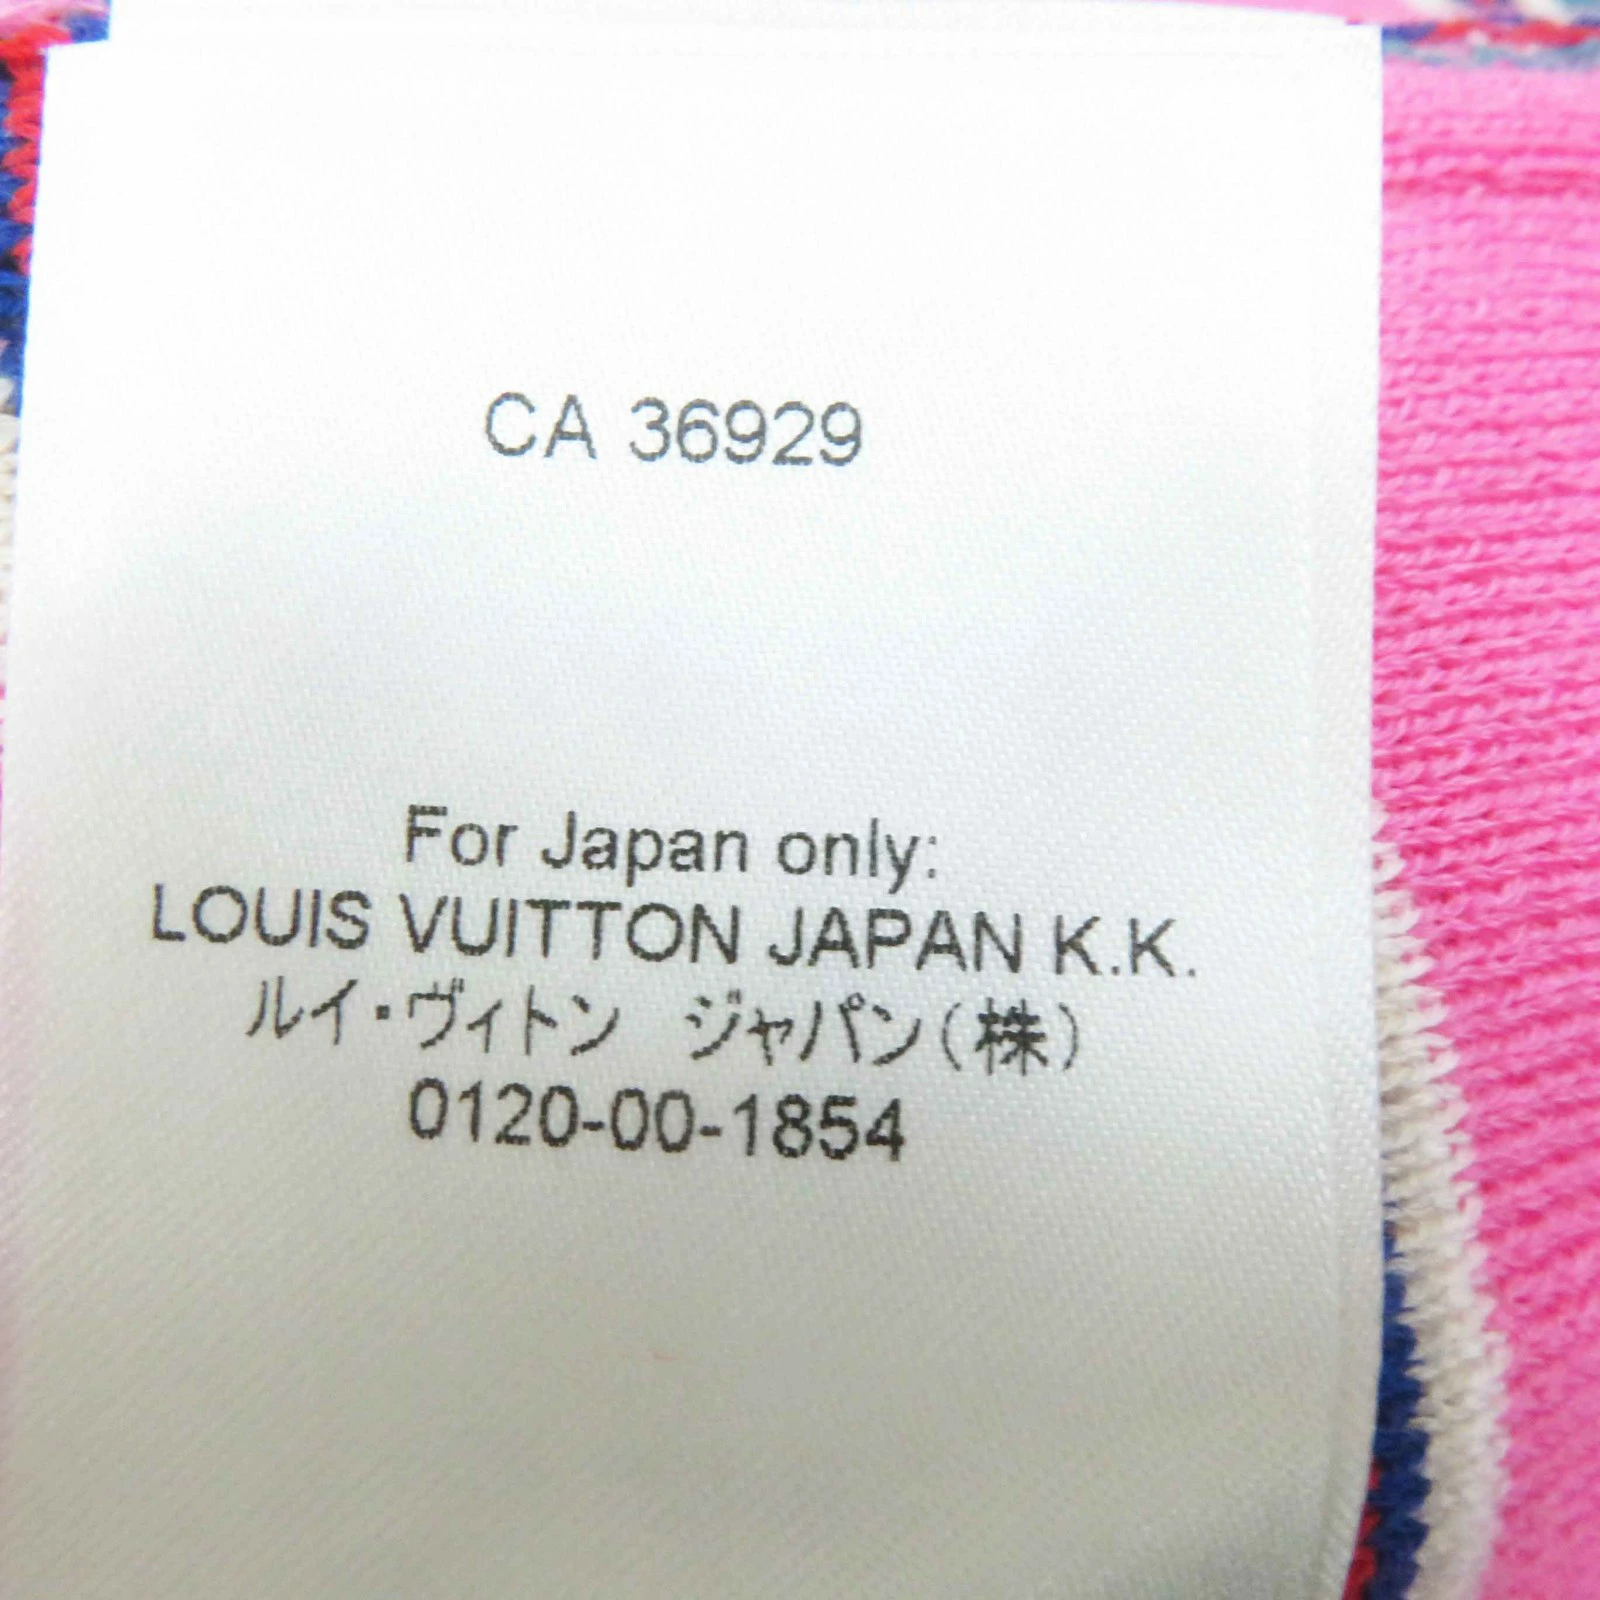 CA 36929
For Japan only:
LOUIS VUITTON JAPAN K.K.
ルイ・ヴィトン　ジャパン(株)
0120-00-1854